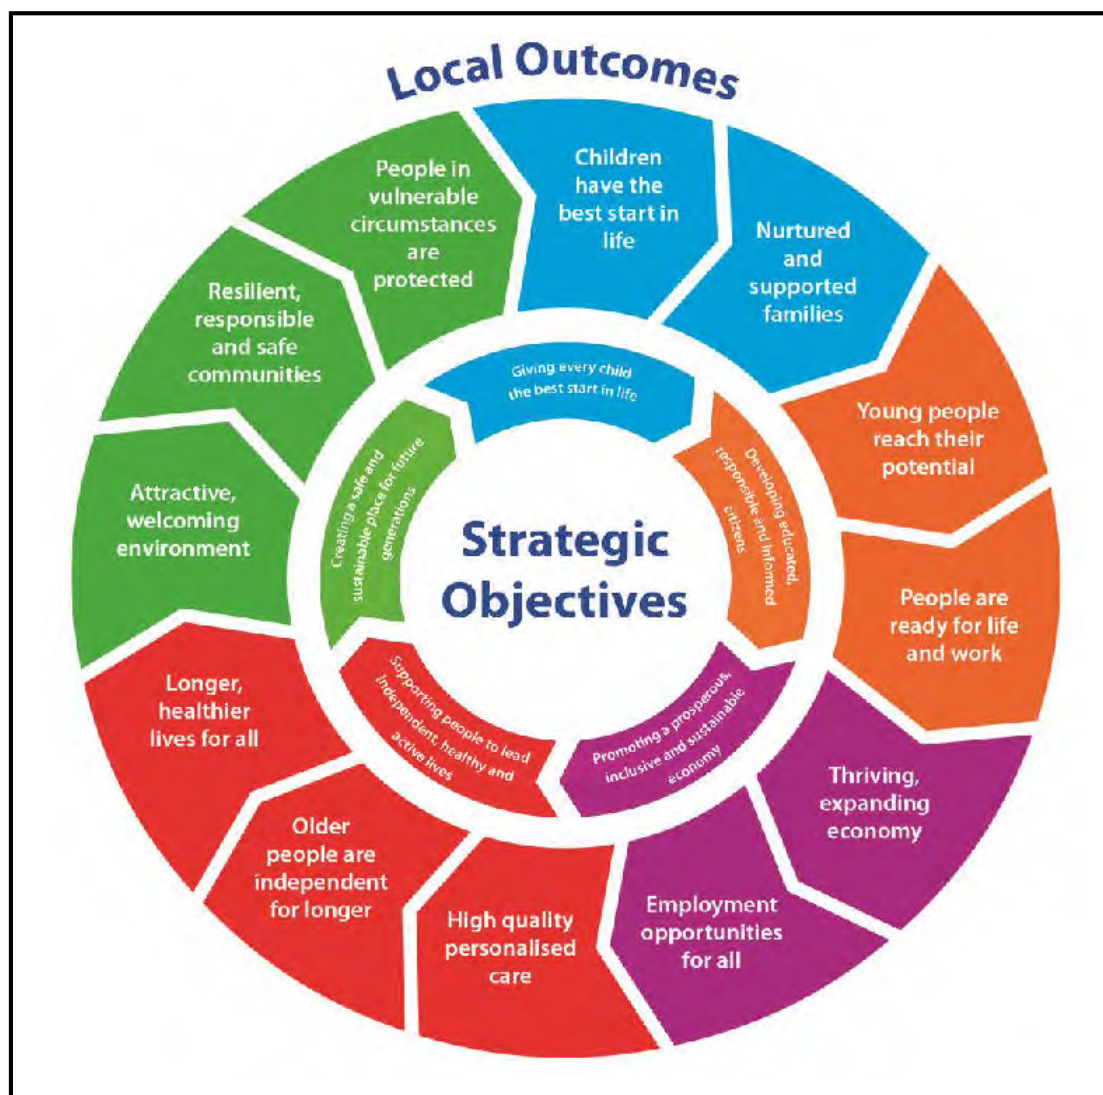 Local Outcomes
Children
have the
best start in
life
Nurtured
and
supported
families
Young people
reach their
potential
People are
ready for life
and work
Thriving,
expanding
economy
Employment
opportunities
for all
High quality
personalised
care
Older
people are
independent
for longer
Longer,
healthier
lives for all
Attractive,
welcoming
environment
Resilient,
responsible
and safe
communities
People in
vulnerable
circumstances
are
protected
Giving every child
the best start in life
Developing educated,
responsible and informed
citizens
Promoting a prosperous,
inclusive and sustainable
economy
Supporting people to lead
independent, healthy and
active lives
Creating a safe and
sustainable place for future
generations
Strategic
Objectives